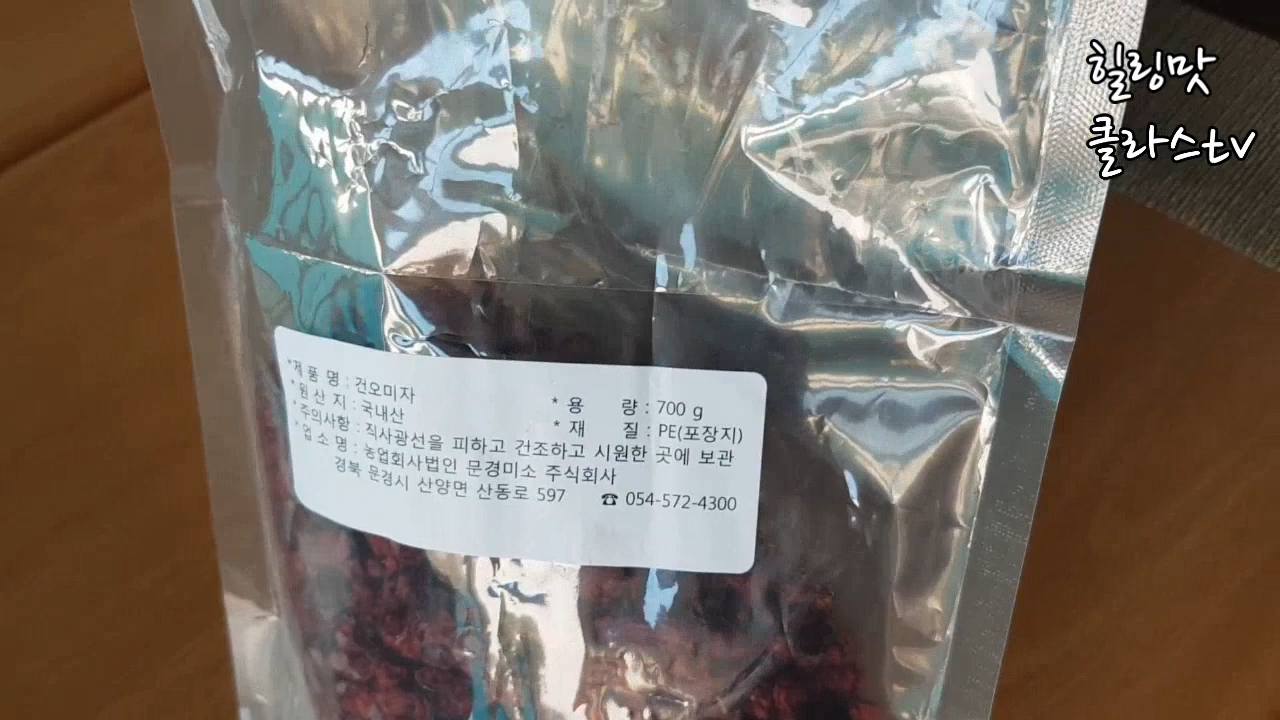 힐링맛
클라스tv
*제 품 명 : 건오미자
* 용 량 : 700 g
*원 산 지 : 국내산
* 재 질 : PE(포장지)
*주의사항 : 직사광선을 피하고 건조하고 시원한 곳에 보관
*업 소 명 : 농업회사법인 문경미소 주식회사
경북 문경시 산양면 산동로 597 ☎ 054-572-4300